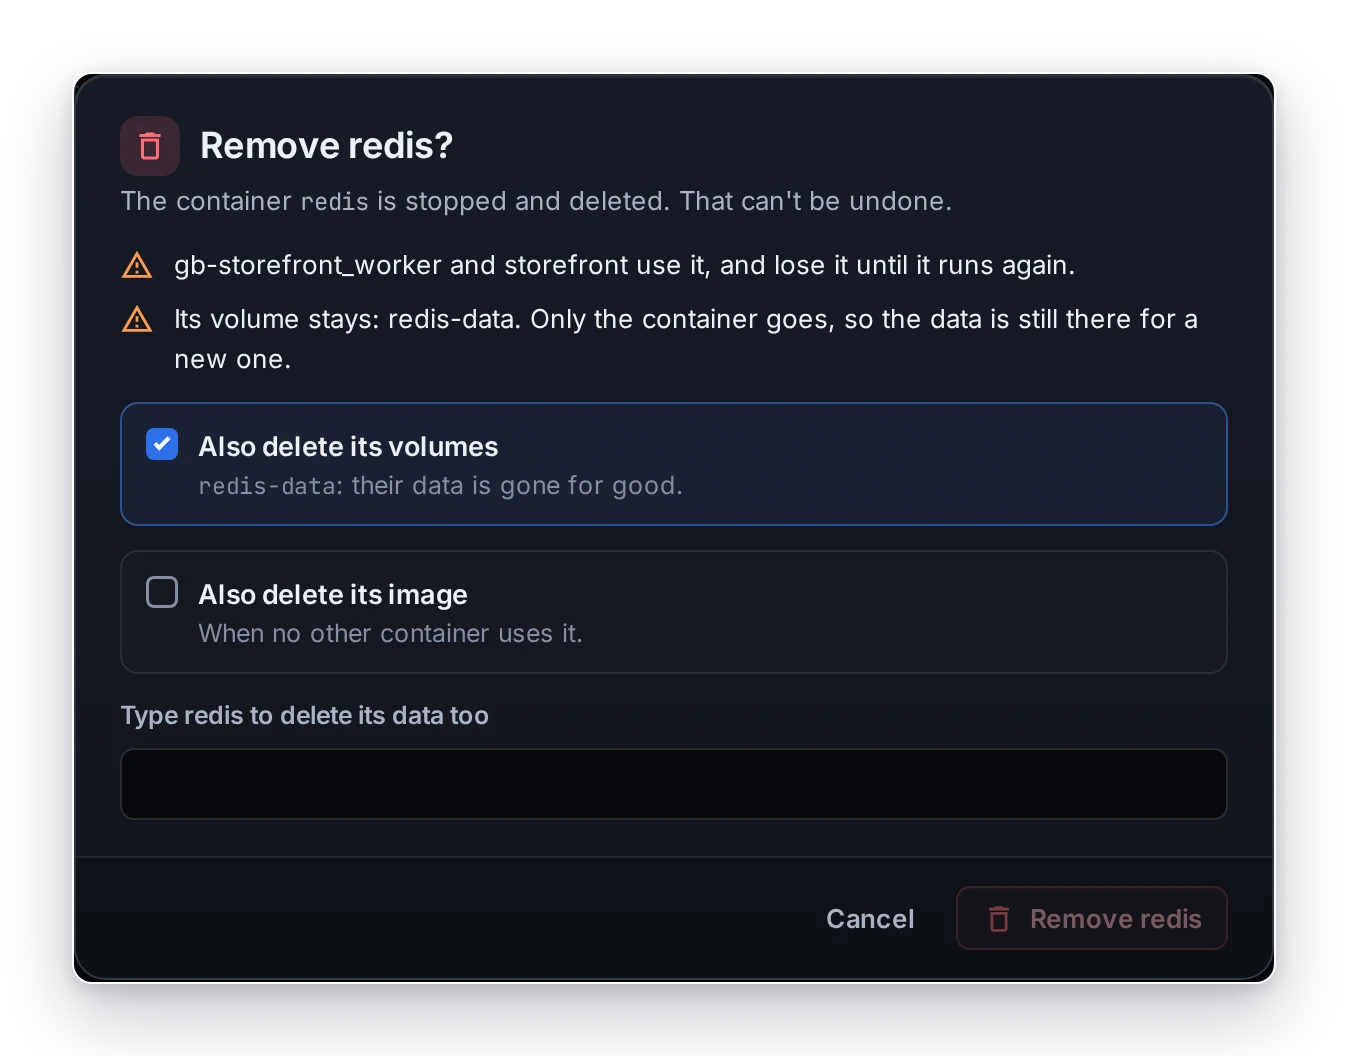 Remove redis?
The container redis is stopped and deleted. That can't be undone.
gb-storefront_worker and storefront use it, and lose it until it runs again.
Its volume stays: redis-data. Only the container goes, so the data is still there for a
new one.
Also delete its volumes
redis-data: their data is gone for good.
Also delete its image
When no other container uses it.
Type redis to delete its data too
Cancel
Remove redis